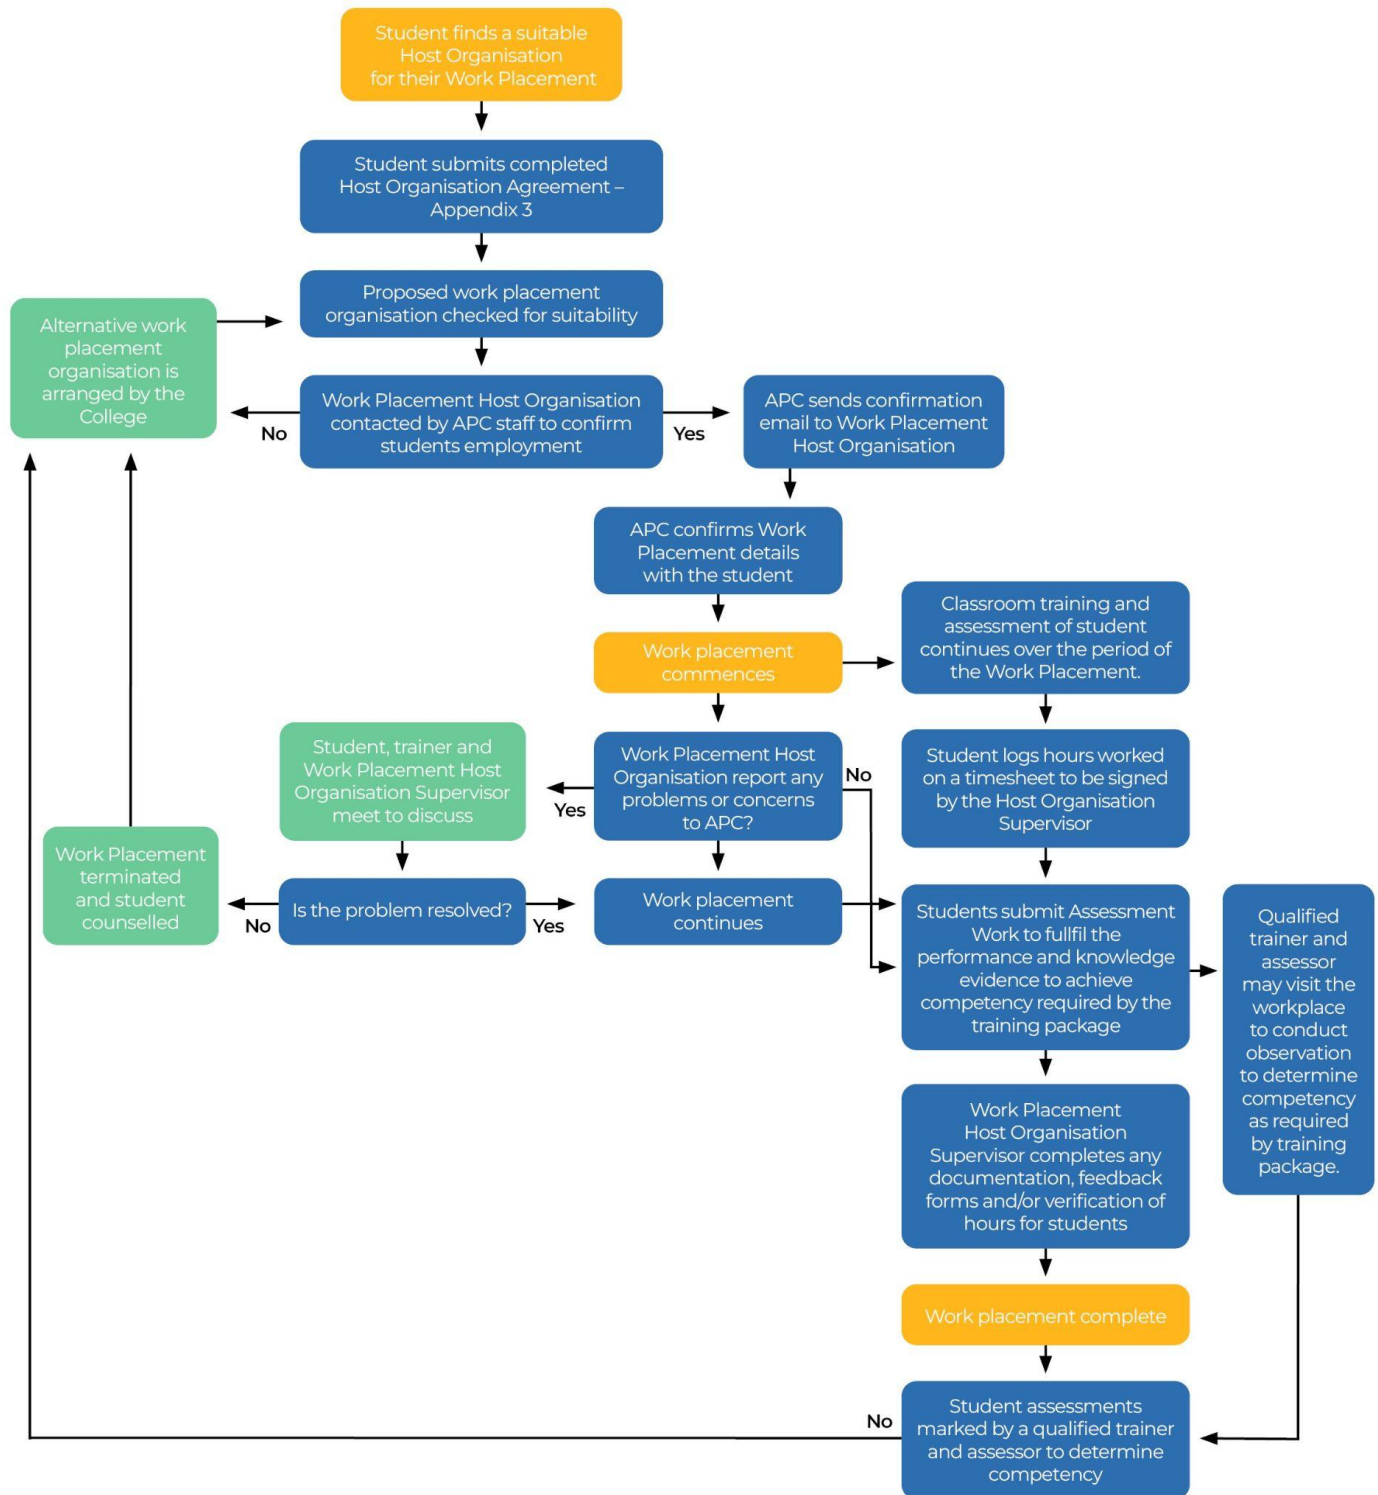 Student finds a suitable
Host Organisation
for their Work Placement
Student submits completed
Host Organisation Agreement –
Appendix 3
Proposed work placement
organisation checked for suitability
Alternative work
placement
organisation is
arranged by the
College
Work Placement Host Organisation
contacted by APC staff to confirm
students employment
No
Yes
APC sends confirmation
email to Work Placement
Host Organisation
APC confirms Work
Placement details
with the student
Work placement
commences
Classroom training and
assessment of student
continues over the period of
the Work Placement.
Student, trainer and
Work Placement Host
Organisation Supervisor
meet to discuss
Yes
Work Placement Host
Organisation report any
problems or concerns
to APC?
No
Student logs hours worked
on a timesheet to be signed
by the Host Organisation
Supervisor
Work Placement
terminated
and student
counselled
No
Is the problem resolved?
Yes
Work placement
continues
Students submit Assessment
Work to fullfil the
performance and knowledge
evidence to achieve
competency required by the
training package
Qualified
trainer and
assessor
may visit the
workplace
to conduct
observation
to determine
competency
as required
by training
package.
Work Placement
Host Organisation
Supervisor completes any
documentation, feedback
forms and/or verification of
hours for students
Work placement complete
No
Student assessments
marked by a qualified trainer
and assessor to determine
competency